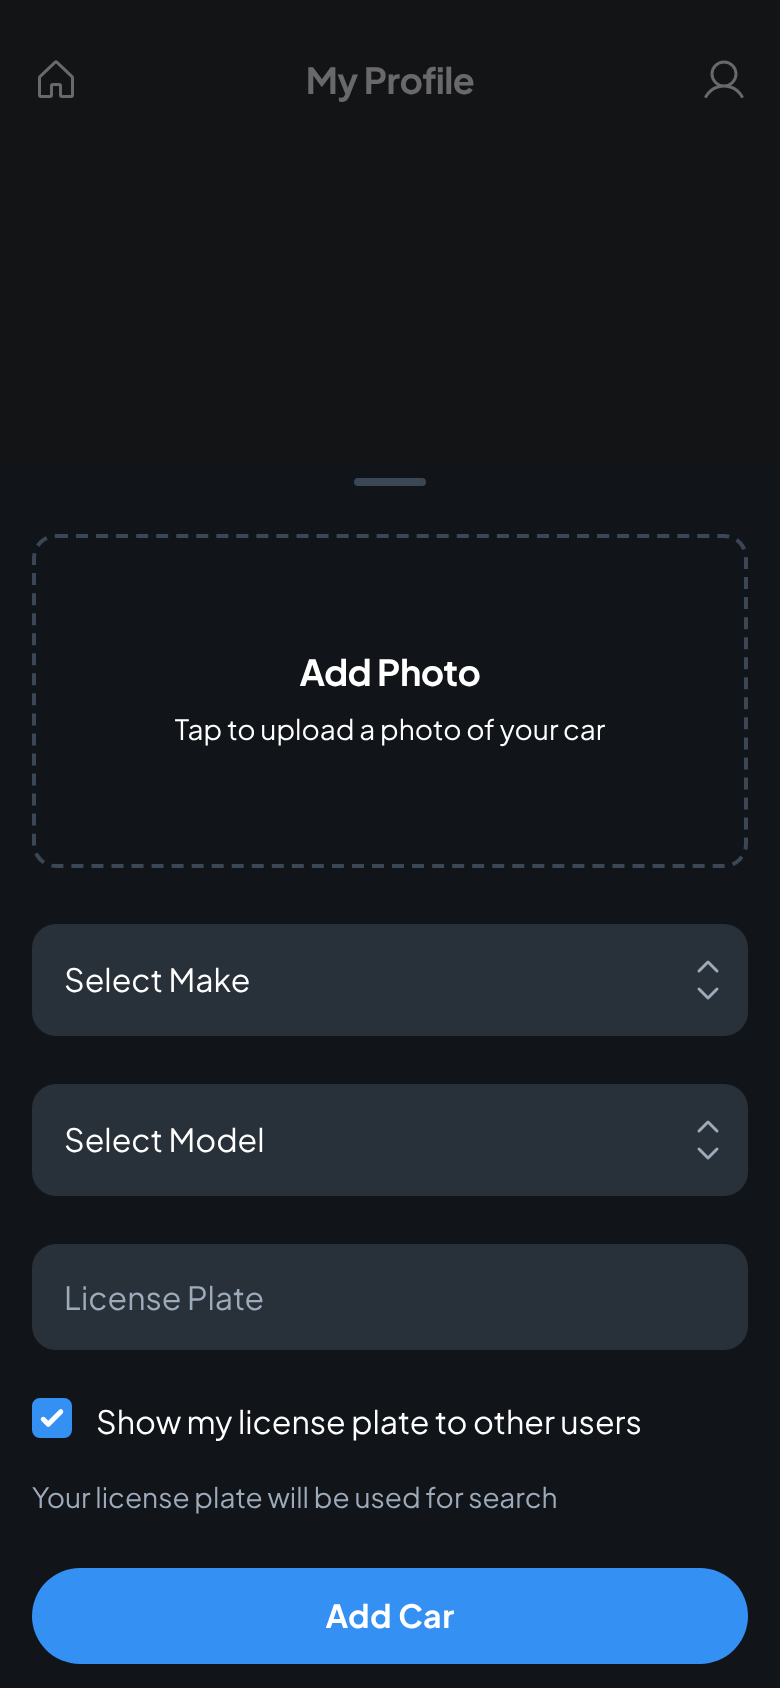 My Profile
Add Photo
Tap to upload a photo of your car
Select Make
Select Model
License Plate
Show my license plate to other users
Your license plate will be used for search
Add Car